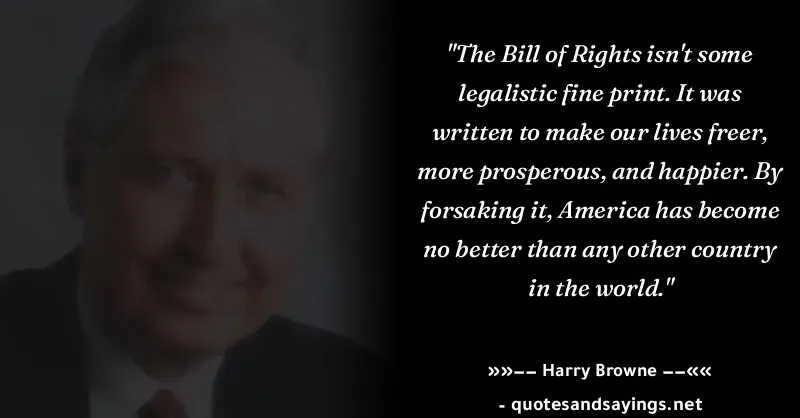 "The Bill of Rights isn't some
legalistic fine print. It was
written to make our lives freer,
more prosperous, and happier. By
forsaking it, America has become
no better than any other country
in the world."
»»–– Harry Browne ––««
- quotesandsayings.net